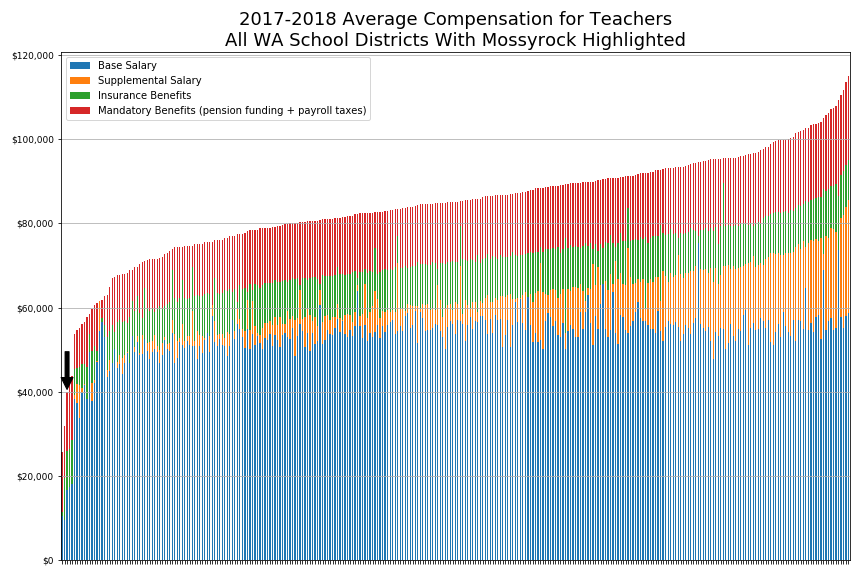 2017-2018 Average Compensation for Teachers
All WA School Districts With Mossyrock Highlighted
$120,000
$100,000
$80,000
$60,000
$40,000
$20,000
$0
Base Salary
Supplemental Salary
Insurance Benefits
Mandatory Benefits (pension funding + payroll taxes)